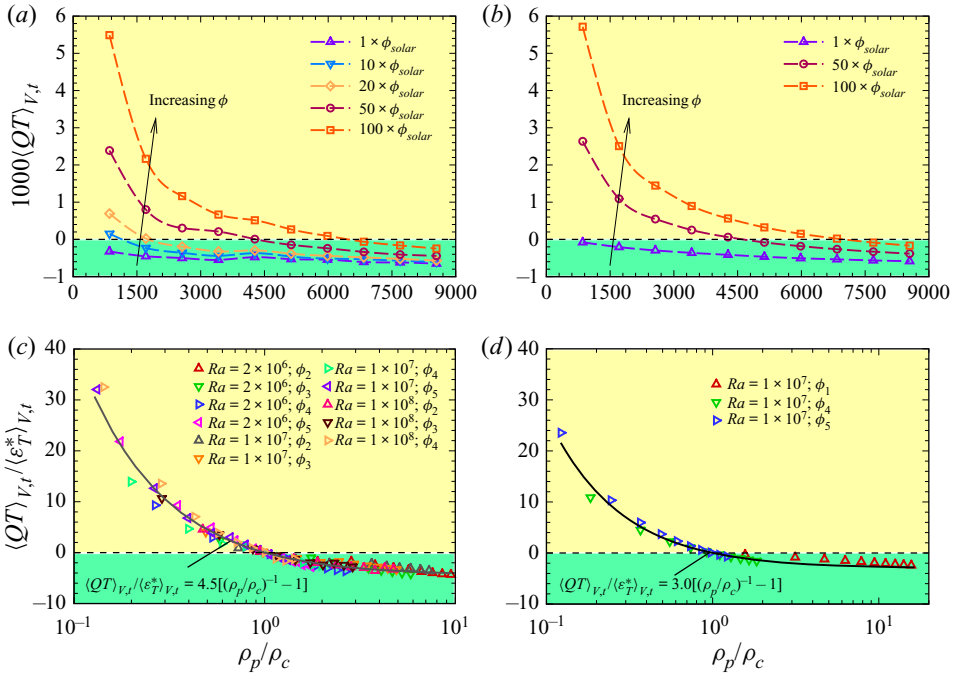 (a)
6
5
4
3
2
1
0
−1
1000⟨QT⟩V,t
1 × ϕsolar
10 × ϕsolar
20 × ϕsolar
50 × ϕsolar
100 × ϕsolar
Increasing ϕ
0 1500 3000 4500 6000 7500 9000
(b)
6
5
4
3
2
1
0
−1
1 × ϕsolar
50 × ϕsolar
100 × ϕsolar
Increasing ϕ
0 1500 3000 4500 6000 7500 9000
(c)
40
30
20
10
0
−10
⟨QT⟩V,t/⟨ε*T⟩V,t
Ra = 2 × 10⁶; ϕ2
Ra = 2 × 10⁶; ϕ3
Ra = 2 × 10⁶; ϕ4
Ra = 2 × 10⁶; ϕ5
Ra = 1 × 10⁷; ϕ2
Ra = 1 × 10⁷; ϕ3
Ra = 1 × 10⁷; ϕ4
Ra = 1 × 10⁷; ϕ5
Ra = 1 × 10⁸; ϕ2
Ra = 1 × 10⁸; ϕ3
Ra = 1 × 10⁸; ϕ4
⟨QT⟩V,t/⟨ε*T⟩V,t = 4.5[(ρp/ρc)⁻¹ − 1]
10⁻¹ 10⁰ 10¹
ρp/ρc
(d)
40
30
20
10
0
−10
Ra = 1 × 10⁷; ϕ1
Ra = 1 × 10⁷; ϕ4
Ra = 1 × 10⁷; ϕ5
⟨QT⟩V,t/⟨ε*T⟩V,t = 3.0[(ρp/ρc)⁻¹ − 1]
10⁻¹ 10⁰ 10¹
ρp/ρc